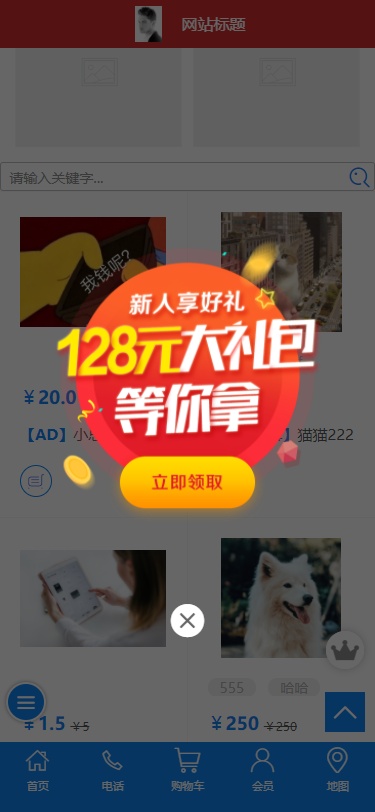 网站标题
请输入关键字...
我钱呢?
新人享好礼
128元大礼包
等你拿
立即领取
￥20.0
【AD】小
】猫猫222
555
哈哈
￥1.5 ￥5
￥250 ￥250
首页
电话
购物车
会员
地图